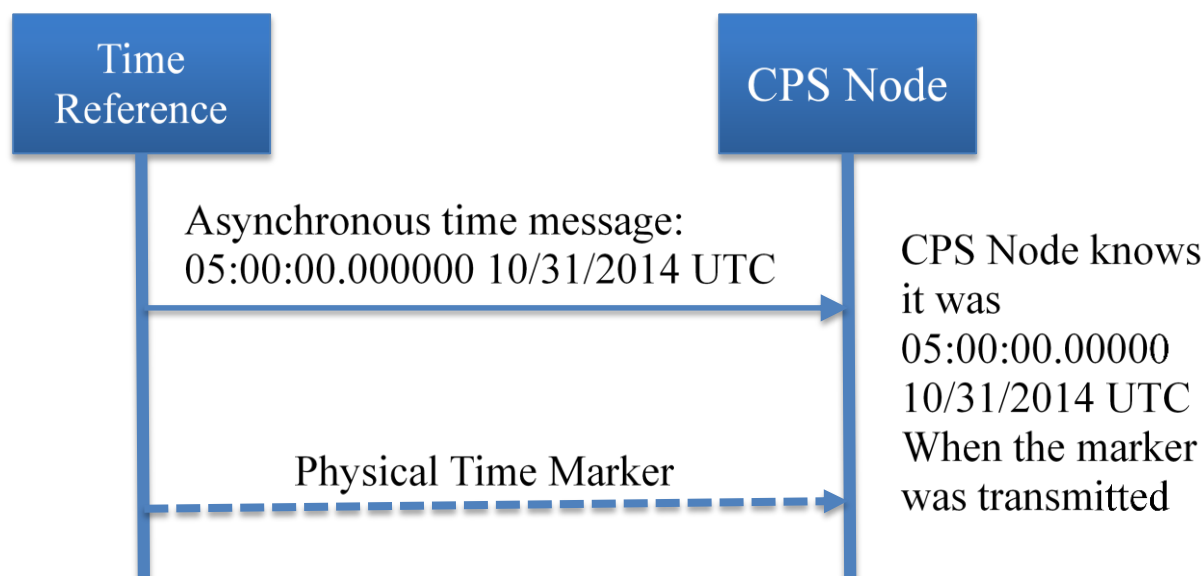 Time
Reference
CPS Node
Asynchronous time message:
05:00:00.000000 10/31/2014 UTC
CPS Node knows
it was
05:00:00.00000
10/31/2014 UTC
When the marker
was transmitted
Physical Time Marker